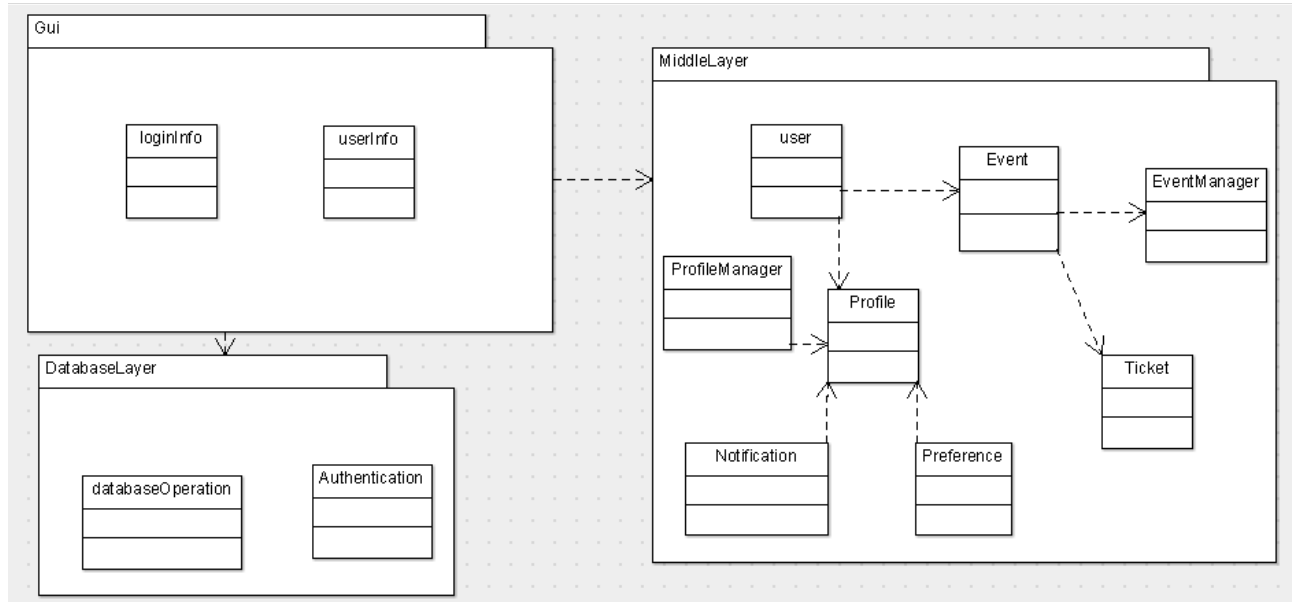 Gui
loginInfo
userInfo
MiddleLayer
user
Event
EventManager
ProfileManager
Profile
Ticket
Notification
Preference
DatabaseLayer
databaseOperation
Authentication